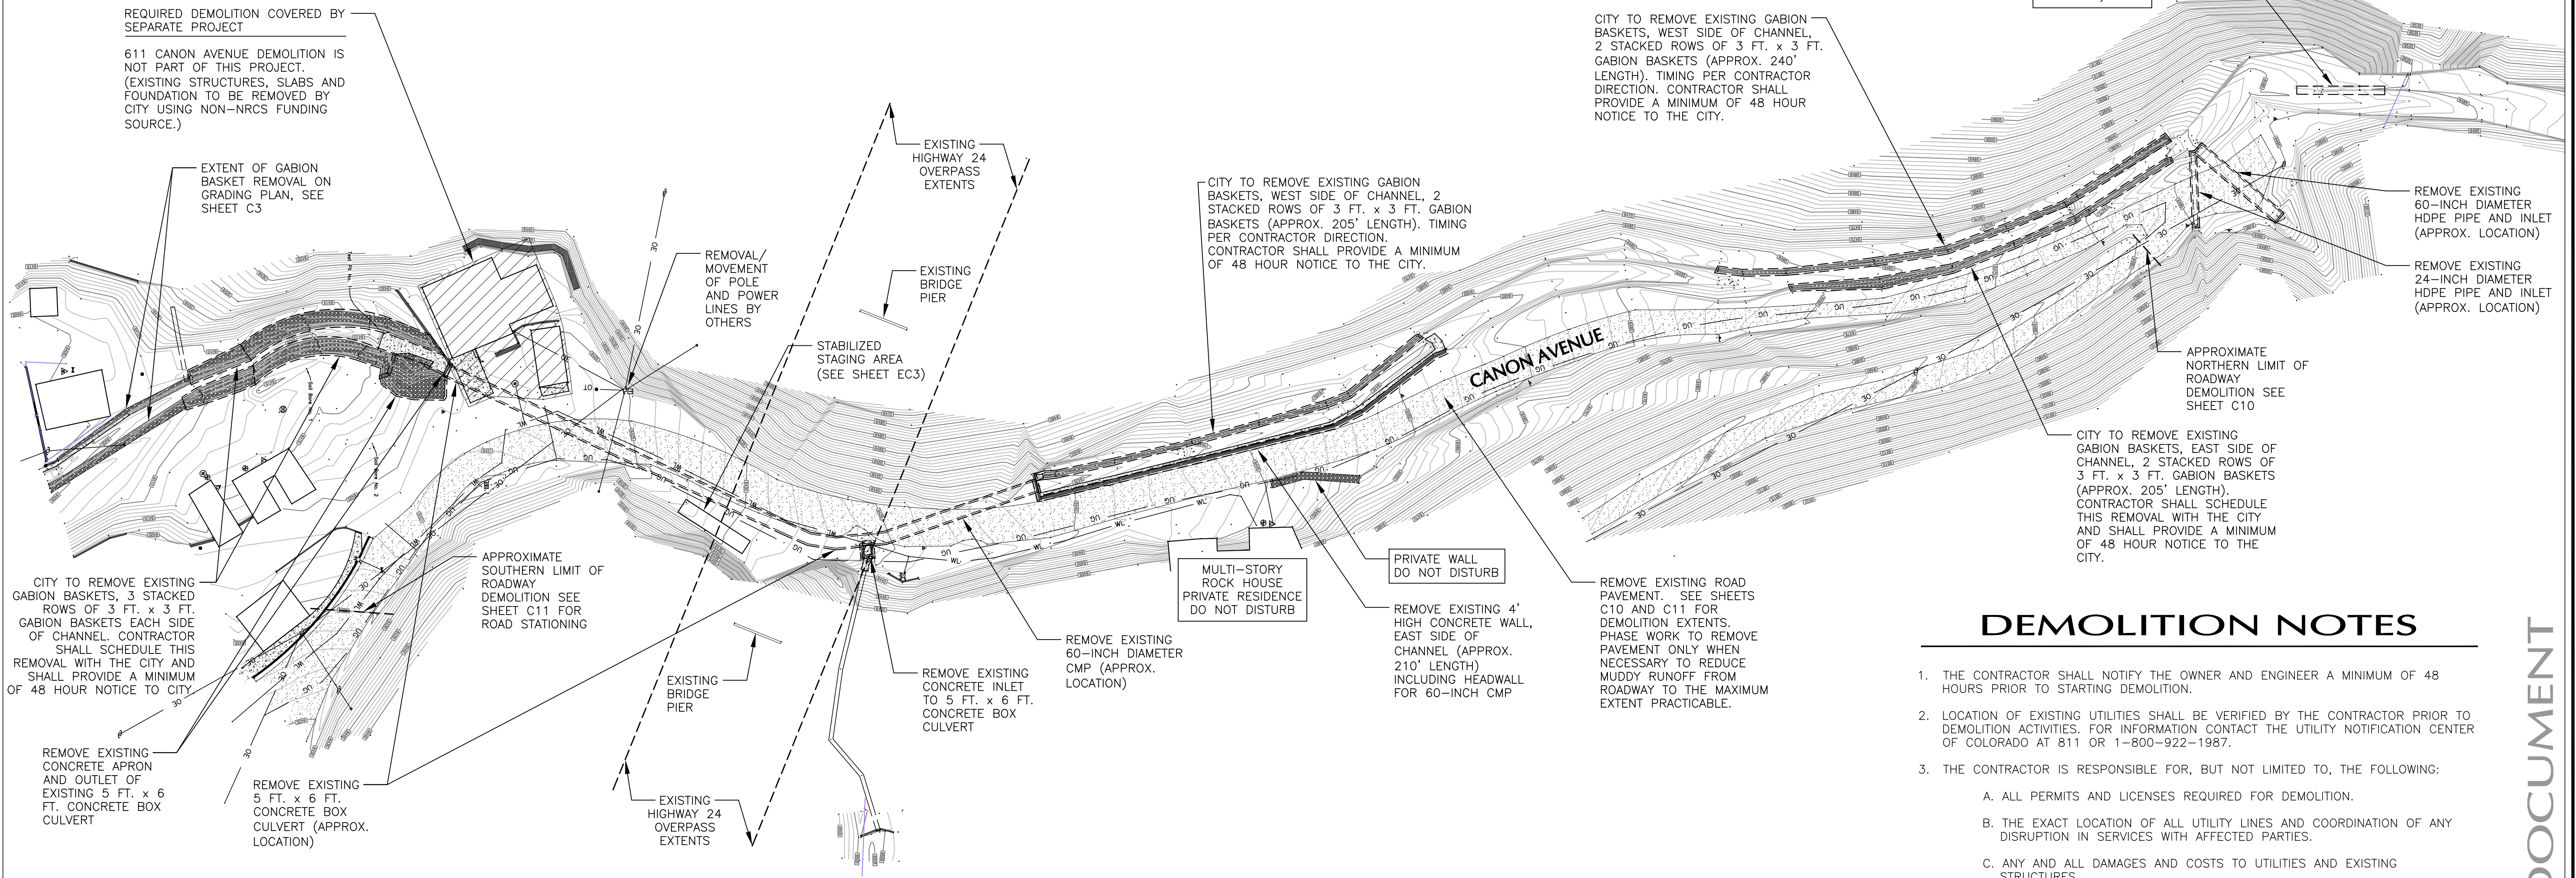 REQUIRED DEMOLITION COVERED BY
SEPARATE PROJECT
611 CANON AVENUE DEMOLITION IS
NOT PART OF THIS PROJECT.
(EXISTING STRUCTURES, SLABS AND
FOUNDATION TO BE REMOVED BY
CITY USING NON-NRCS FUNDING
SOURCE.)
EXTENT OF GABION
BASKET REMOVAL ON
GRADING PLAN, SEE
SHEET C3
REMOVAL/
MOVEMENT
OF POLE
AND POWER
LINES BY
OTHERS
EXISTING
HIGHWAY 24
OVERPASS
EXTENTS
EXISTING
BRIDGE
PIER
STABILIZED
STAGING AREA
(SEE SHEET EC3)
CITY TO REMOVE EXISTING GABION
BASKETS, WEST SIDE OF CHANNEL, 2
STACKED ROWS OF 3 FT. x 3 FT. GABION
BASKETS (APPROX. 205' LENGTH). TIMING
PER CONTRACTOR DIRECTION.
CONTRACTOR SHALL PROVIDE A MINIMUM
OF 48 HOUR NOTICE TO THE CITY.
CITY TO REMOVE EXISTING GABION
BASKETS, WEST SIDE OF CHANNEL,
2 STACKED ROWS OF 3 FT. x 3 FT.
GABION BASKETS (APPROX. 240'
LENGTH). TIMING PER CONTRACTOR
DIRECTION. CONTRACTOR SHALL
PROVIDE A MINIMUM OF 48 HOUR
NOTICE TO THE CITY.
REMOVE EXISTING
60-INCH DIAMETER
HDPE PIPE AND INLET
(APPROX. LOCATION)
REMOVE EXISTING
24-INCH DIAMETER
HDPE PIPE AND INLET
(APPROX. LOCATION)
APPROXIMATE
NORTHERN LIMIT OF
ROADWAY
DEMOLITION SEE
SHEET C10
CANON AVENUE
CITY TO REMOVE EXISTING
GABION BASKETS, EAST SIDE OF
CHANNEL, 2 STACKED ROWS OF
3 FT. x 3 FT. GABION BASKETS
(APPROX. 205' LENGTH).
CONTRACTOR SHALL SCHEDULE
THIS REMOVAL WITH THE CITY
AND SHALL PROVIDE A MINIMUM
OF 48 HOUR NOTICE TO THE
CITY.
CITY TO REMOVE EXISTING
GABION BASKETS, 3 STACKED
ROWS OF 3 FT. x 3 FT.
GABION BASKETS EACH SIDE
OF CHANNEL. CONTRACTOR
SHALL SCHEDULE THIS
REMOVAL WITH THE CITY AND
SHALL PROVIDE A MINIMUM
OF 48 HOUR NOTICE TO CITY.
APPROXIMATE
SOUTHERN LIMIT OF
ROADWAY
DEMOLITION SEE
SHEET C11 FOR
ROAD STATIONING
REMOVE EXISTING
CONCRETE APRON
AND OUTLET OF
EXISTING 5 FT. x 6
FT. CONCRETE BOX
CULVERT
REMOVE EXISTING
5 FT. x 6 FT.
CONCRETE BOX
CULVERT (APPROX.
LOCATION)
EXISTING
BRIDGE
PIER
EXISTING
HIGHWAY 24
OVERPASS
EXTENTS
REMOVE EXISTING
CONCRETE INLET
TO 5 FT. x 6 FT.
CONCRETE BOX
CULVERT
REMOVE EXISTING
60-INCH DIAMETER
CMP (APPROX.
LOCATION)
MULTI-STORY
ROCK HOUSE
PRIVATE RESIDENCE
DO NOT DISTURB
PRIVATE WALL
DO NOT DISTURB
REMOVE EXISTING 4'
HIGH CONCRETE WALL,
EAST SIDE OF
CHANNEL (APPROX.
210' LENGTH)
INCLUDING HEADWALL
FOR 60-INCH CMP
REMOVE EXISTING ROAD
PAVEMENT. SEE SHEETS
C10 AND C11 FOR
DEMOLITION EXTENTS.
PHASE WORK TO REMOVE
PAVEMENT ONLY WHEN
NECESSARY TO REDUCE
MUDDY RUNOFF FROM
ROADWAY TO THE MAXIMUM
EXTENT PRACTICABLE.
DEMOLITION NOTES
1. THE CONTRACTOR SHALL NOTIFY THE OWNER AND ENGINEER A MINIMUM OF 48
HOURS PRIOR TO STARTING DEMOLITION.
2. LOCATION OF EXISTING UTILITIES SHALL BE VERIFIED BY THE CONTRACTOR PRIOR TO
DEMOLITION ACTIVITIES. FOR INFORMATION CONTACT THE UTILITY NOTIFICATION CENTER
OF COLORADO AT 811 OR 1-800-922-1987.
3. THE CONTRACTOR IS RESPONSIBLE FOR, BUT NOT LIMITED TO, THE FOLLOWING:
A. ALL PERMITS AND LICENSES REQUIRED FOR DEMOLITION.
B. THE EXACT LOCATION OF ALL UTILITY LINES AND COORDINATION OF ANY
DISRUPTION IN SERVICES WITH AFFECTED PARTIES.
C. ANY AND ALL DAMAGES AND COSTS TO UTILITIES AND EXISTING
STRUCTURES
DOCUMENT